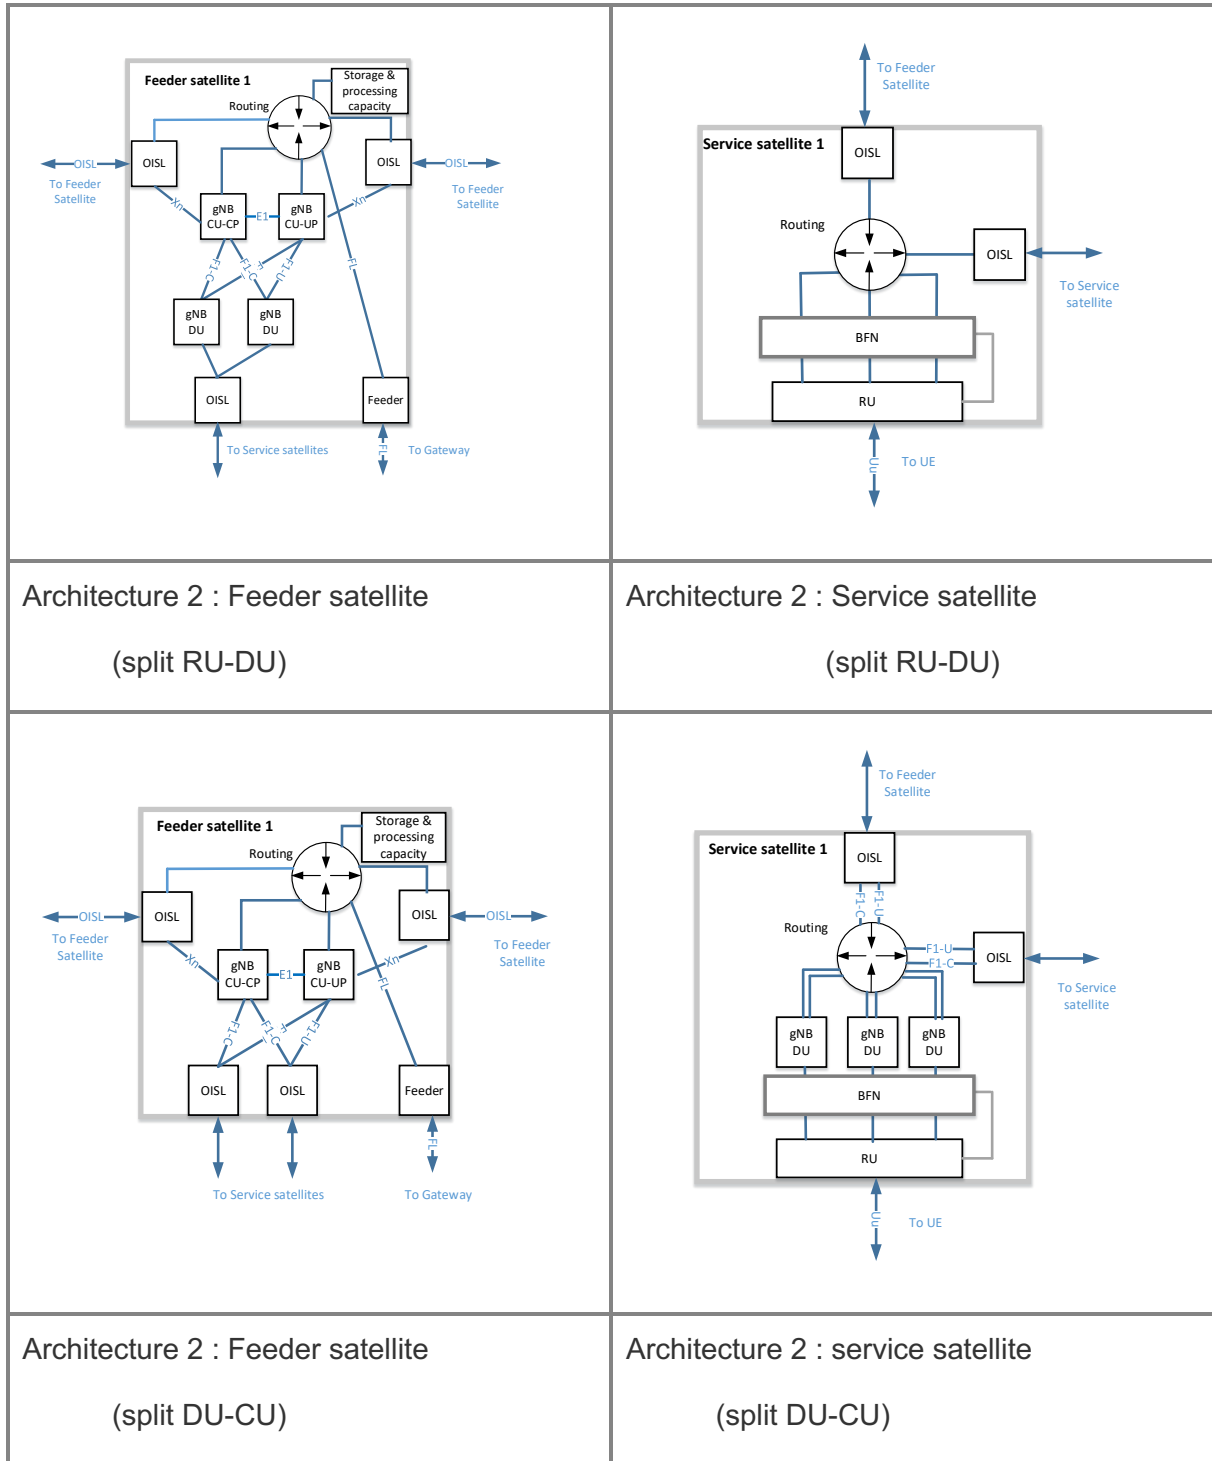 Feeder satellite 1
Storage &
processing
capacity
Routing
OISL
OISL
OISL
OISL
To Feeder
Satellite
To Feeder
Satellite
Xn
Xn
gNB
CU-CP
E1
gNB
CU-UP
F1-C
F1-C
F1-U
FL
gNB
DU
gNB
DU
OISL
Feeder
To Service satellites
FL
To Gateway
To Feeder
Satellite
Service satellite 1
OISL
Routing
OISL
To Service
satellite
BFN
RU
Uu
To UE
Architecture 2 : Feeder satellite
(split RU-DU)
Architecture 2 : Service satellite
(split RU-DU)
Feeder satellite 1
Storage &
processing
capacity
Routing
OISL
OISL
OISL
OISL
To Feeder
Satellite
To Feeder
Satellite
Xn
Xn
gNB
CU-CP
E1
gNB
CU-UP
FL
F1-C
F1-C
F1-U
OISL
OISL
Feeder
FL
To Service satellites
To Gateway
To Feeder
Satellite
Service satellite 1
OISL
F1-C
F1-U
Routing
F1-U
F1-C
OISL
To Service
satellite
gNB
DU
gNB
DU
gNB
DU
BFN
RU
Uu
To UE
Architecture 2 : Feeder satellite
(split DU-CU)
Architecture 2 : service satellite
(split DU-CU)